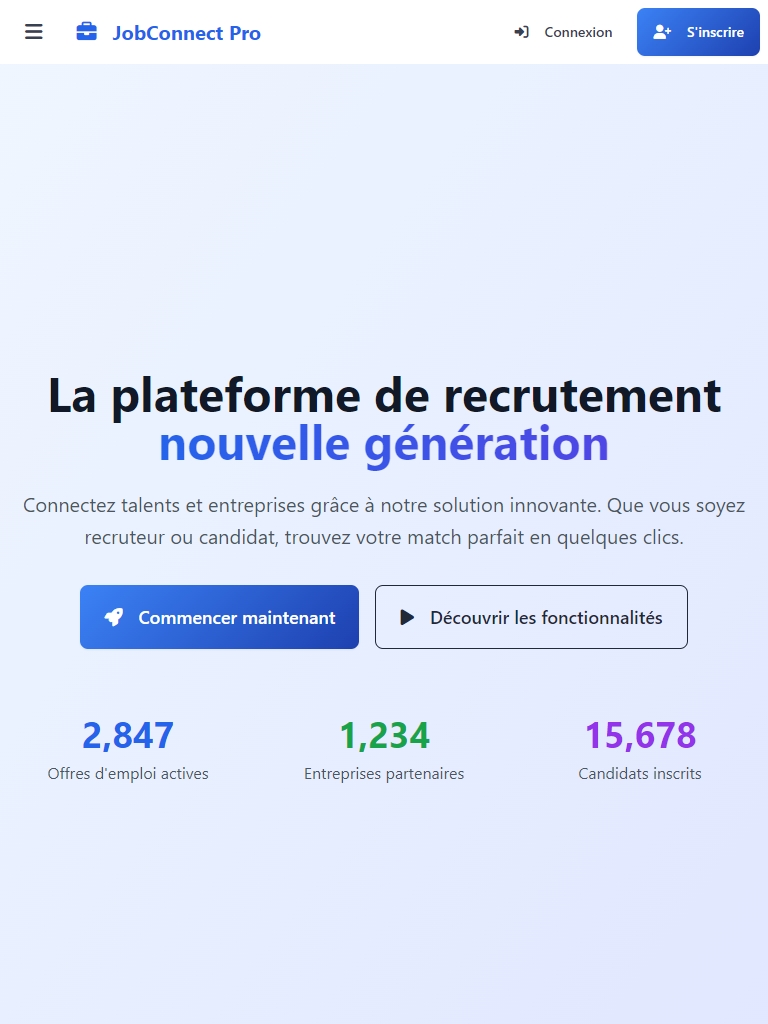 JobConnect Pro
Connexion
S'inscrire
La plateforme de recrutement
nouvelle génération
Connectez talents et entreprises grâce à notre solution innovante. Que vous soyez
recruteur ou candidat, trouvez votre match parfait en quelques clics.
Commencer maintenant
Découvrir les fonctionnalités
2,847
Offres d'emploi actives
1,234
Entreprises partenaires
15,678
Candidats inscrits